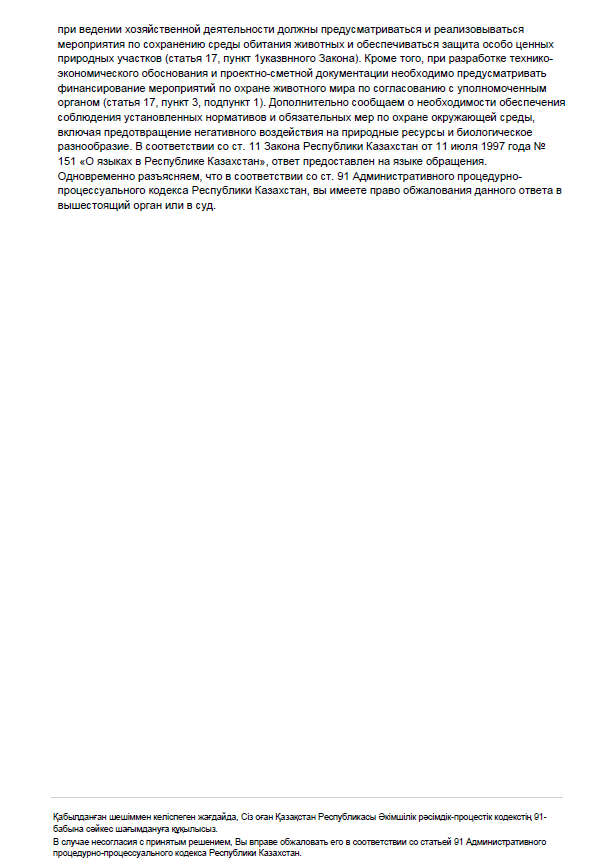 при ведении хозяйственной деятельности должны предусматриваться и реализовываться
мероприятия по сохранению среды обитания животных и обеспечиваться защита особо ценных
природных участков (статья 17, пункт 1указвнного Закона). Кроме того, при разработке технико-
экономического обоснования и проектно-сметной документации необходимо предусматривать
финансирование мероприятий по охране животного мира по согласованию с уполномоченным
органом (статья 17, пункт 3, подпункт 1). Дополнительно сообщаем о необходимости обеспечения
соблюдения установленных нормативов и обязательных мер по охране окружающей среды,
включая предотвращение негативного воздействия на природные ресурсы и биологическое
разнообразие. В соответствии со ст. 11 Закона Республики Казахстан от 11 июля 1997 года №
151 «О языках в Республике Казахстан», ответ предоставлен на языке обращения.
Одновременно разъясняем, что в соответствии со ст. 91 Административного процедурно-
процессуального кодекса Республики Казахстан, вы имеете право обжалования данного ответа в
вышестоящий орган или в суд.
Қабылданған шешіммен келіспеген жағдайда, Сіз оған Қазақстан Республикасы Әкімшілік рәсімдік-процестік кодекстің 91-
бабына сәйкес шағымдануға құқылысыз.
В случае несогласия с принятым решением, Вы вправе обжаловать его в соответствии со статьей 91 Административного
процедурно-процессуального кодекса Республики Казахстан.